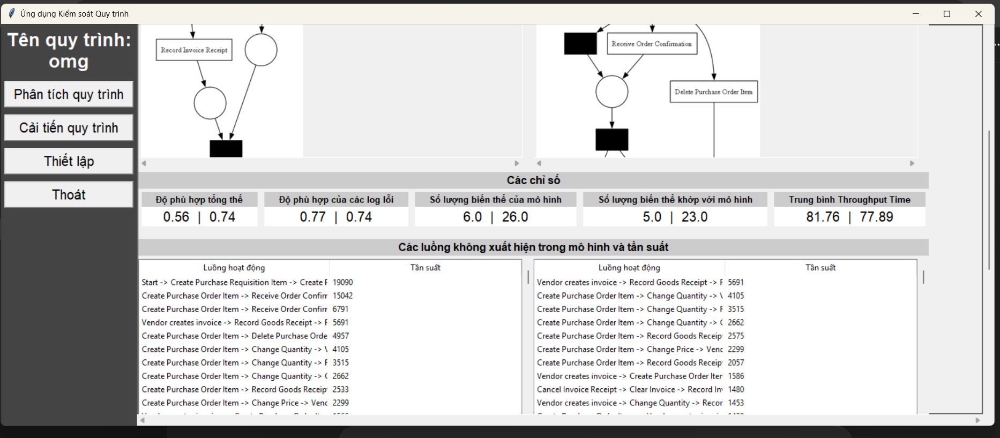 Ứng dụng Kiểm soát Quy trình
Tên quy trình:
omg
Phân tích quy trình
Cải tiến quy trình
Thiết lập
Thoát
Record Invoice Receipt
Receive Order Confirmation
Delete Purchase Order Item
Các chỉ số
Độ phù hợp tổng thể
0.56 | 0.74
Độ phù hợp của các log lỗi
0.77 | 0.74
Số lượng biến thể của mô hình
6.0 | 26.0
Số lượng biến thể khớp với mô hình
5.0 | 23.0
Trung bình Throughput Time
81.76 | 77.89
Các luồng không xuất hiện trong mô hình và tần suất
Luồng hoạt động Tần suất
Start -> Create Purchase Requisition Item -> Create 19090
Create Purchase Order Item -> Receive Order Confirr 15042
Create Purchase Order Item -> Receive Order Confirr 6791
Vendor creates invoice -> Record Goods Receipt -> 5691
Create Purchase Order Item -> Delete Purchase Orde 4957
Create Purchase Order Item -> Change Quantity -> 4105
Create Purchase Order Item -> Change Quantity -> 3515
Create Purchase Order Item -> Change Quantity -> 2662
Create Purchase Order Item -> Record Goods Receip 2533
Create Purchase Order Item -> Change Price -> Venc 2299
Luồng hoạt động Tần suất
Vendor creates invoice -> Record Goods Receipt -> 5691
Create Purchase Order Item -> Change Quantity -> 4105
Create Purchase Order Item -> Change Quantity -> 3515
Create Purchase Order Item -> Change Quantity -> 2662
Create Purchase Order Item -> Record Goods Receip 2575
Create Purchase Order Item -> Change Price -> Venc 2299
Create Purchase Order Item -> Record Goods Receip 2057
Vendor creates invoice -> Create Purchase Order Iter 1586
Cancel Invoice Receipt -> Clear Invoice -> Record Inv 1480
Vendor creates invoice -> Change Quantity -> Recor 1453